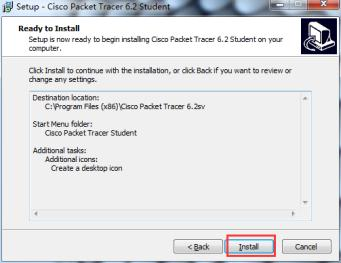 Setup - Cisco Packet Tracer 6.2 Student
Ready to Install
Setup is now ready to begin installing Cisco Packet Tracer 6.2 Student on your
computer.
Click Install to continue with the installation, or click Back if you want to review or
change any settings.
Destination location:
C:\Program Files (x86)\Cisco Packet Tracer 6.2sv
Start Menu folder:
Cisco Packet Tracer Student
Additional tasks:
Additional icons:
Create a desktop icon
< Back Install Cancel